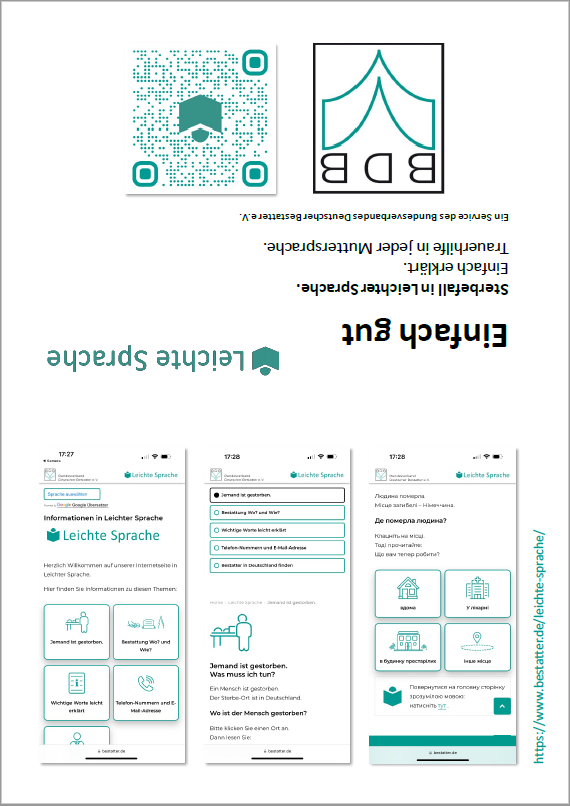 BDB
Ein Service des Bundesverbandes Deutscher Bestatter e.V.
Trauerhilfe in jeder Muttersprache.
Einfach erklärt.
Sterbefall in Leichter Sprache.
Einfach gut
Leichte Sprache
17:27
Kamera
Bundesverband
Deutscher Bestatter e.V.
Leichte Sprache
Sprache auswählen
Powered by Google Google Übersetzer
Informationen in Leichter Sprache
Leichte Sprache
Herzlich Willkommen auf unserer Internetseite in
Leichter Sprache.
Hier finden Sie Informationen zu diesen Themen:
Jemand ist gestorben.
Bestattung Wo? und
Wie?
Wichtige Worte leicht
erklärt
Telefon-Nummern und E-
Mail-Adresse
bestatter.de
17:28
Bundesverband
Deutscher Bestatter e.V.
Leichte Sprache
Jemand ist gestorben.
Bestattung Wo? und Wie?
Wichtige Worte leicht erklärt
Telefon-Nummern und E-Mail-Adresse
Bestatter in Deutschland finden
Home - Leichte Sprache - Jemand ist gestorben.
Jemand ist gestorben.
Was muss ich tun?
Ein Mensch ist gestorben.
Der Sterbe-Ort ist in Deutschland.
Wo ist der Mensch gestorben?
Bitte klicken Sie einen Ort an.
Dann lesen Sie:
bestatter.de
17:28
Bundesverband
Deutscher Bestatter e.V.
Leichte Sprache
Людина померла.
Місце загибелі – Німеччина.
Де померла людина?
Клацніть на місці.
Тоді прочитайте:
Що вам тепер робити?
вдома
У лікарні
в будинку престарілих
інше місце
Повернутися на головну сторінку
зрозумілою мовою:
натисніть тут.
bestatter.de
https://www.bestatter.de/leichte-sprache/